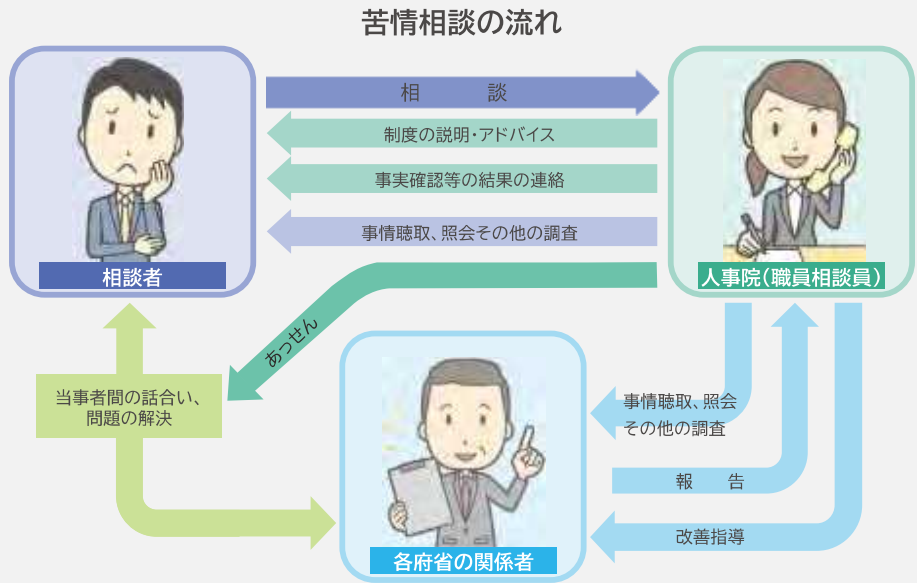 苦情相談の流れ
相談
制度の説明・アドバイス
事実確認等の結果の連絡
事情聴取、照会その他の調査
相談者
人事院(職員相談員)
あっせん
当事者間の話合い、
問題の解決
事情聴取、照会
その他の調査
報告
改善指導
各府省の関係者